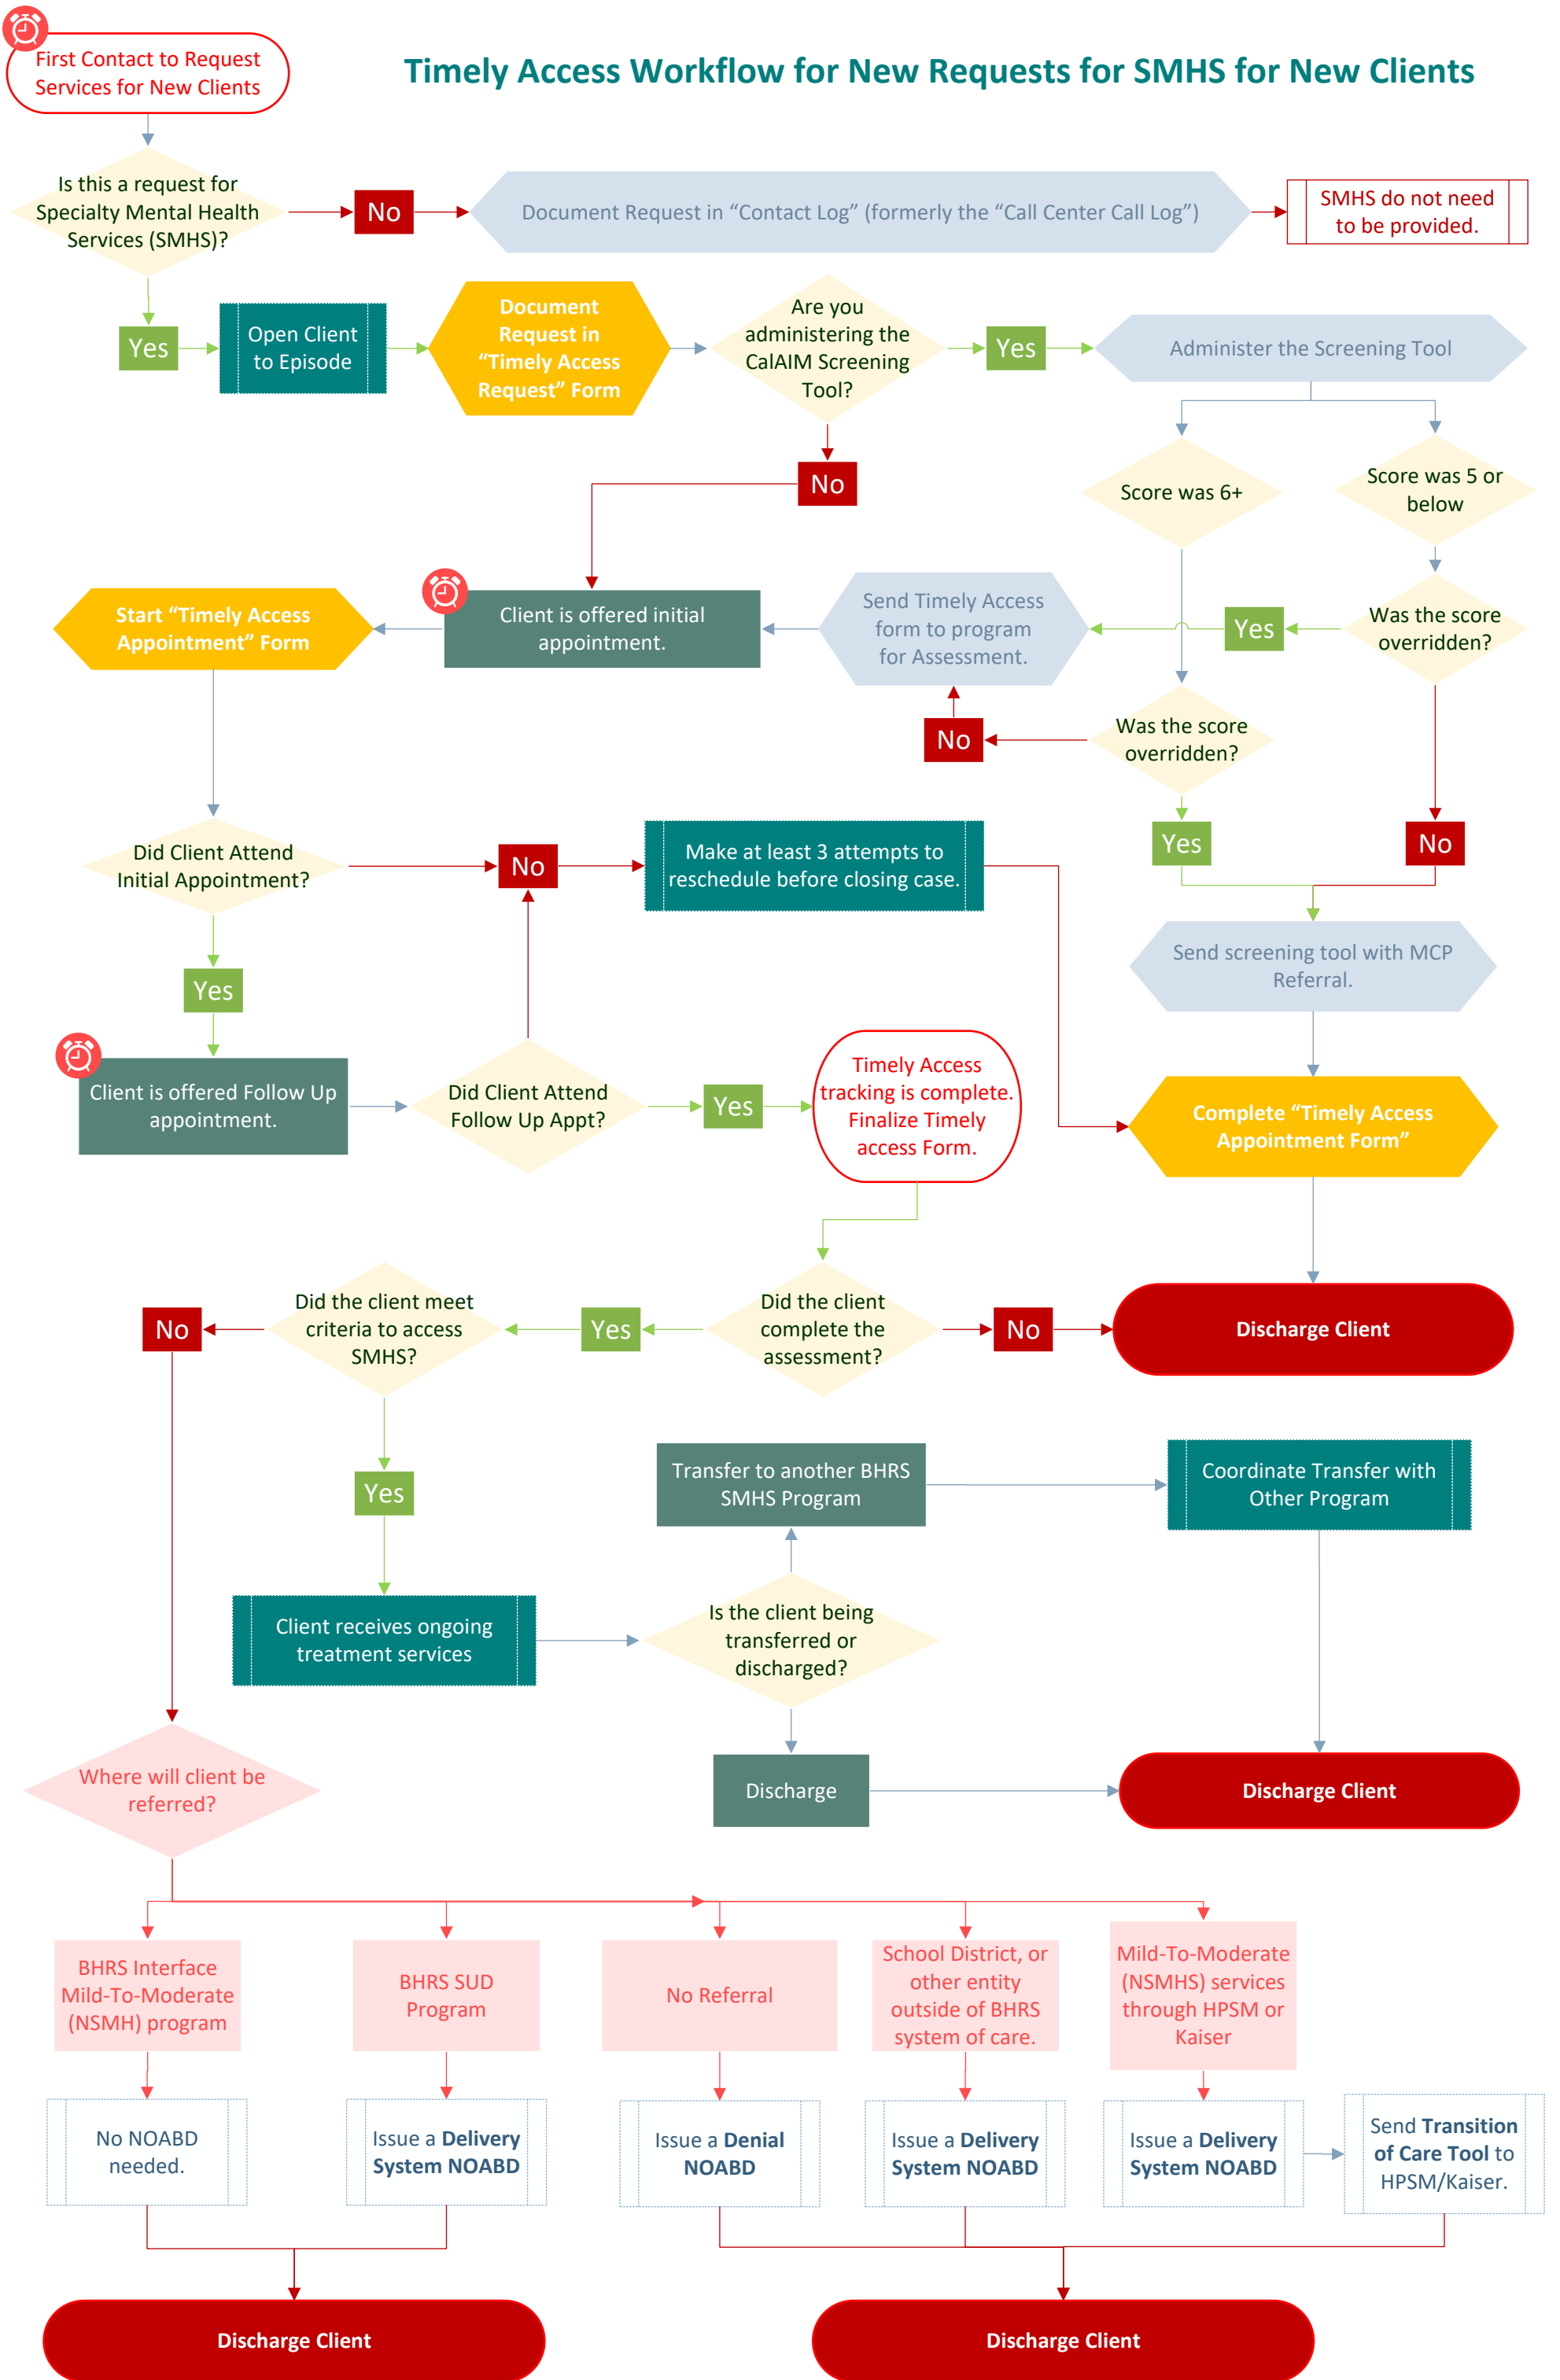 First Contact to Request
Services for New Clients
Timely Access Workflow for New Requests for SMHS for New Clients
Is this a request for
Specialty Mental Health
Services (SMHS)?
No
Document Request in “Contact Log” (formerly the “Call Center Call Log”)
SMHS do not need
to be provided.
Yes
Open Client
to Episode
Document
Request in
“Timely Access
Request” Form
Are you
administering the
CalAIM Screening
Tool?
Yes
Administer the Screening Tool
No
Score was 6+
Score was 5 or
below
Start “Timely Access
Appointment” Form
Client is offered initial
appointment.
Send Timely Access
form to program
for Assessment.
Yes
Was the score
overridden?
No
Was the score
overridden?
Yes
No
Did Client Attend
Initial Appointment?
No
Make at least 3 attempts to
reschedule before closing case.
Send screening tool with MCP
Referral.
Yes
Client is offered Follow Up
appointment.
Did Client Attend
Follow Up Appt?
Yes
Timely Access
tracking is complete.
Finalize Timely
access Form.
Complete “Timely Access
Appointment Form”
No
Did the client meet
criteria to access
SMHS?
Yes
Did the client
complete the
assessment?
No
Discharge Client
Yes
Transfer to another BHRS
SMHS Program
Coordinate Transfer with
Other Program
Client receives ongoing
treatment services
Is the client being
transferred or
discharged?
Where will client be
referred?
Discharge
Discharge Client
BHRS Interface
Mild-To-Moderate
(NSMH) program
BHRS SUD
Program
No Referral
School District, or
other entity
outside of BHRS
system of care.
Mild-To-Moderate
(NSMHS) services
through HPSM or
Kaiser
No NOABD
needed.
Issue a Delivery
System NOABD
Issue a Denial
NOABD
Issue a Delivery
System NOABD
Issue a Delivery
System NOABD
Send Transition
of Care Tool to
HPSM/Kaiser.
Discharge Client
Discharge Client